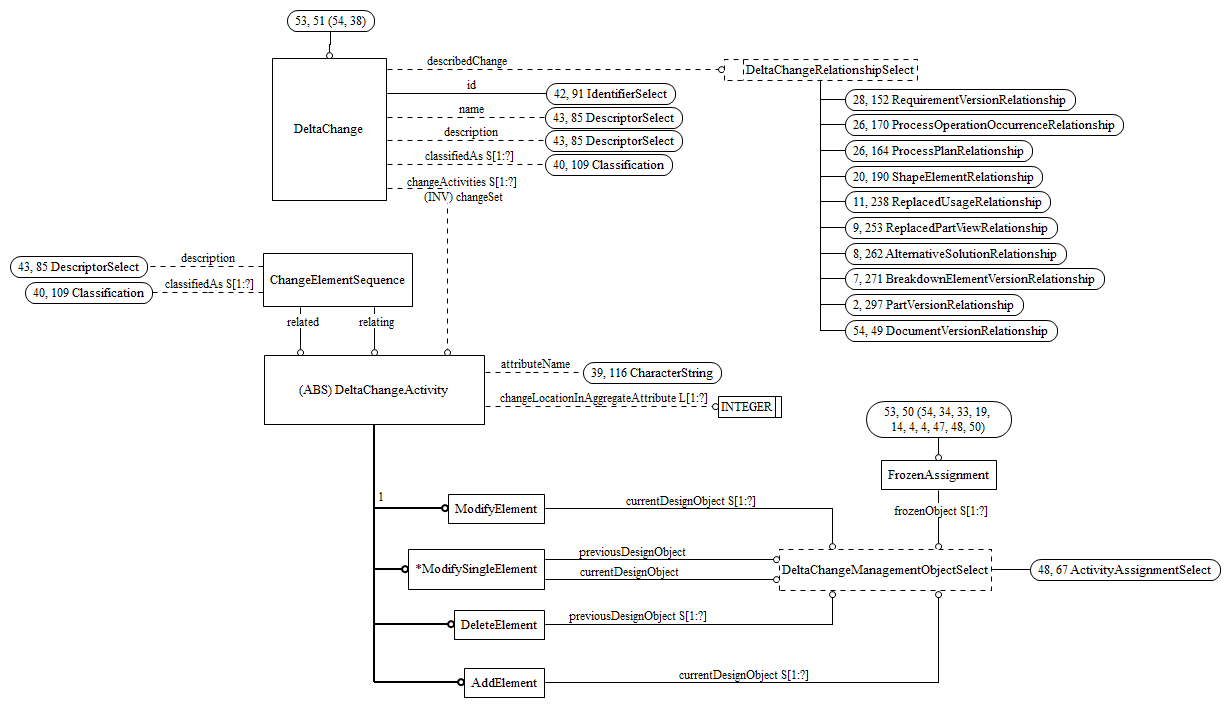 53, 51 (54, 38)
describedChange
DeltaChangeRelationshipSelect
id
42, 91 IdentifierSelect
28, 152 RequirementVersionRelationship
name
43, 85 DescriptorSelect
26, 170 ProcessOperationOccurrenceRelationship
DeltaChange
description
43, 85 DescriptorSelect
26, 164 ProcessPlanRelationship
classifiedAs S[1:?]
40, 109 Classification
20, 190 ShapeElementRelationship
changeActivities S[1:?]
(INV) changeSet
11, 238 ReplacedUsageRelationship
9, 253 ReplacedPartViewRelationship
8, 262 AlternativeSolutionRelationship
7, 271 BreakdownElementVersionRelationship
2, 297 PartVersionRelationship
54, 49 DocumentVersionRelationship
43, 85 DescriptorSelect
description
ChangeElementSequence
40, 109 Classification
classifiedAs S[1:?]
related
relating
(ABS) DeltaChangeActivity
attributeName
39, 116 CharacterString
changeLocationInAggregateAttribute L[1:?]
INTEGER
53, 50 (54, 34, 33, 19,
14, 4, 4, 47, 48, 50)
FrozenAssignment
frozenObject S[1:?]
1
ModifyElement
currentDesignObject S[1:?]
*ModifySingleElement
previousDesignObject
currentDesignObject
DeltaChangeManagementObjectSelect
48, 67 ActivityAssignmentSelect
DeleteElement
previousDesignObject S[1:?]
AddElement
currentDesignObject S[1:?]